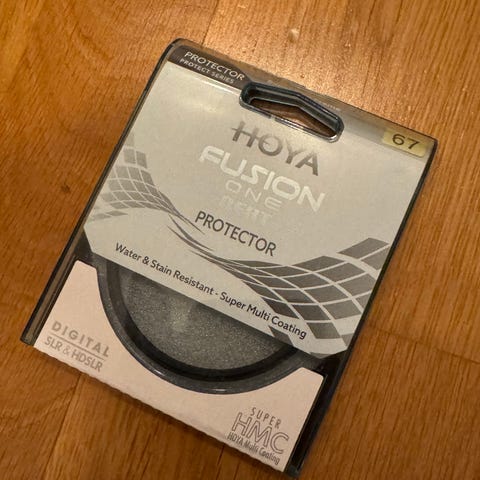 PROTECTOR
PROTECT SERIES
67
HOYA
FUSION
ONE
NEXT
PROTECTOR
Water & Stain Resistant - Super Multi Coating
DIGITAL
SLR & HDSLR
SUPER
HMC
HOYA Multi Coating